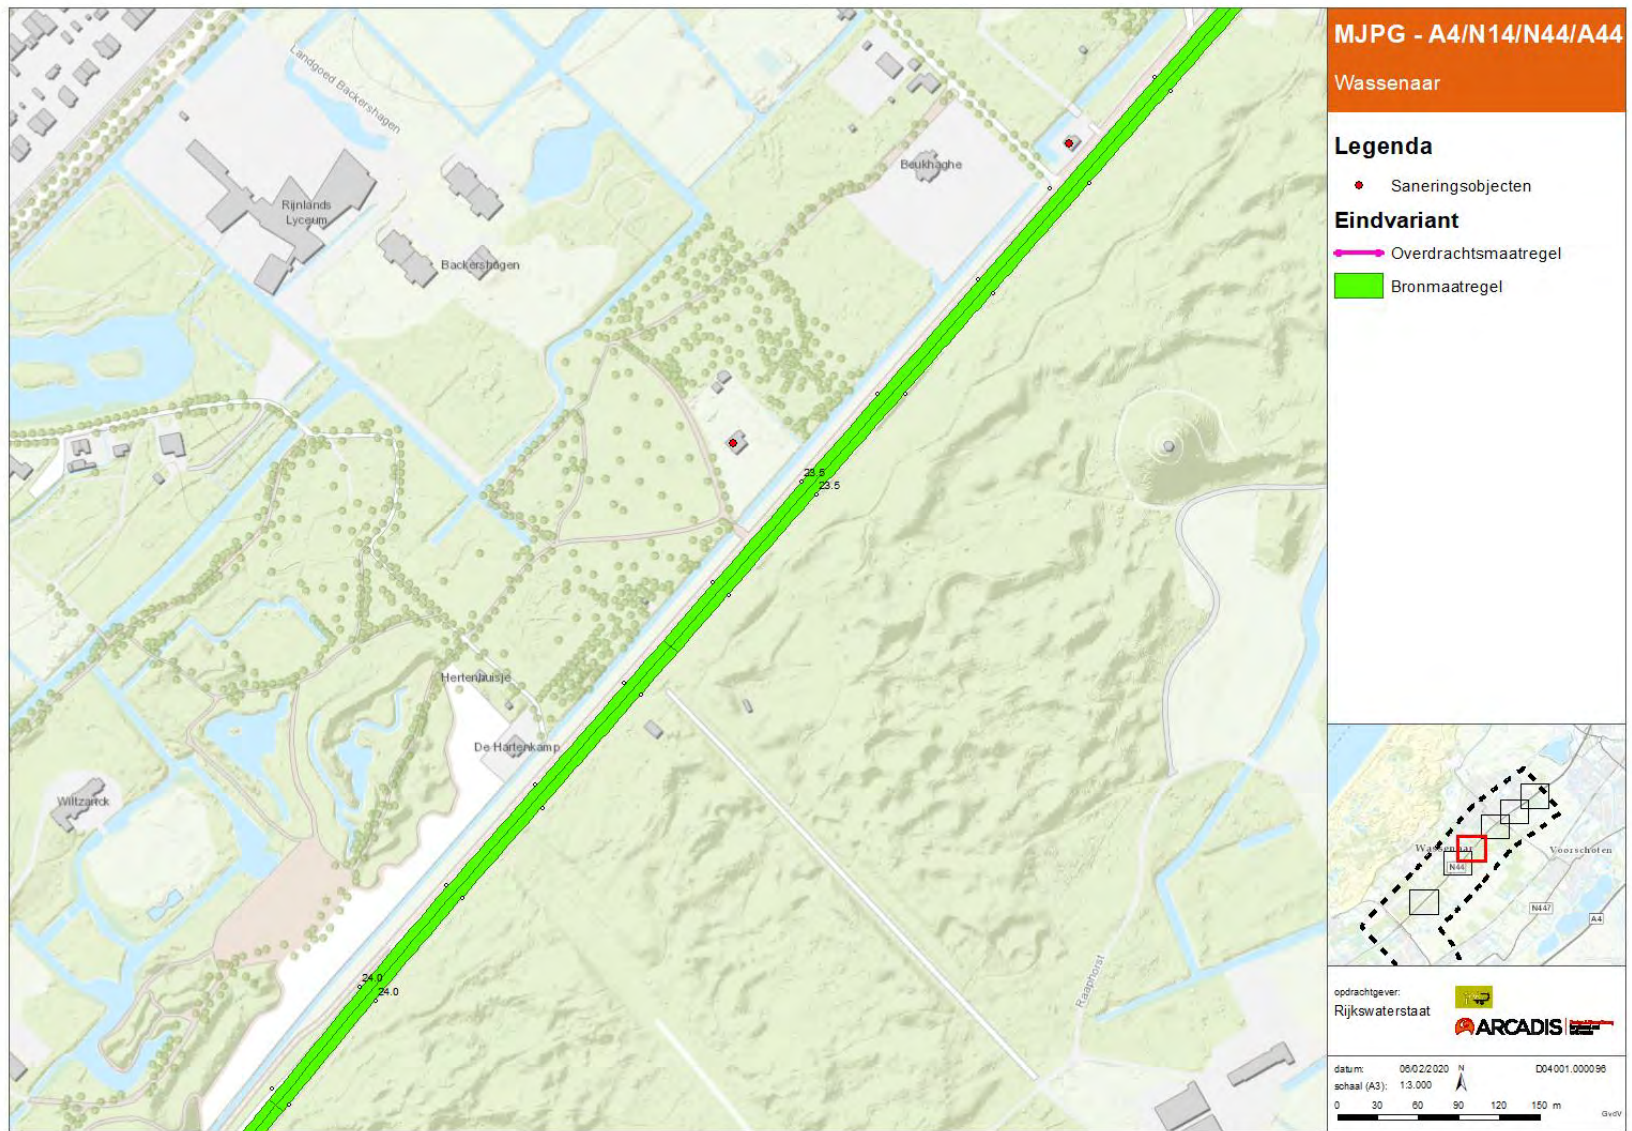 Landgoed Backershagen
Rijnlands
Lyceum
Backershagen
Beukhaghe
23.5
23.5
Hertenhuisje
De Hartenkamp
Wiltzanck
24.0
24.0
Raaphorst
MJPG - A4/N14/N44/A44
Wassenaar
Legenda
Saneringsobjecten
Eindvariant
Overdrachtsmaatregel
Bronmaatregel
Wassenaar
Voorschoten
N44
N447
A4
opdrachtgever:
Rijkswaterstaat
ARCADIS
datum: 06/02/2020 N D04001.000096
schaal (A3): 1:3.000
0 30 60 90 120 150 m
GvdV